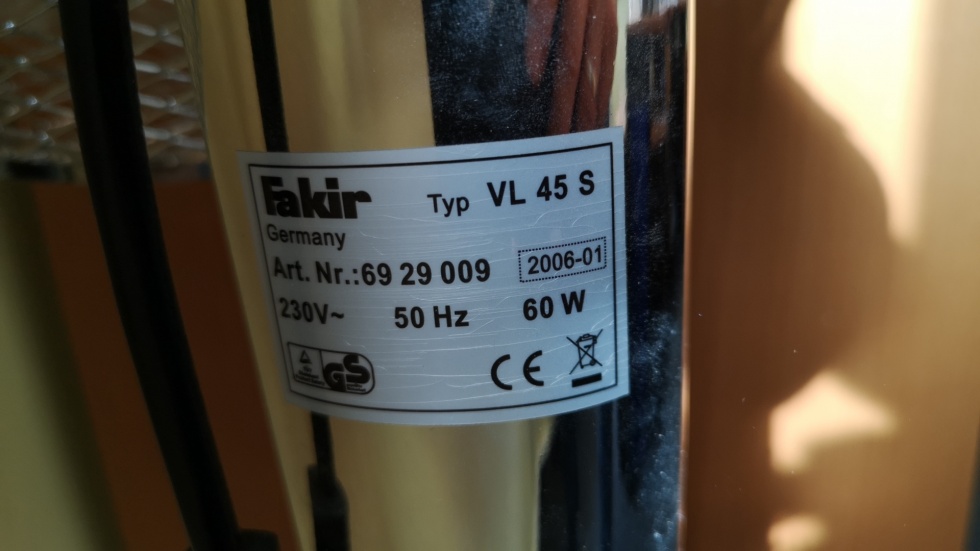 Fakir Typ VL 45 S
Germany
Art. Nr.:69 29 009 2006-01
230V~ 50 Hz 60 W
GS CE